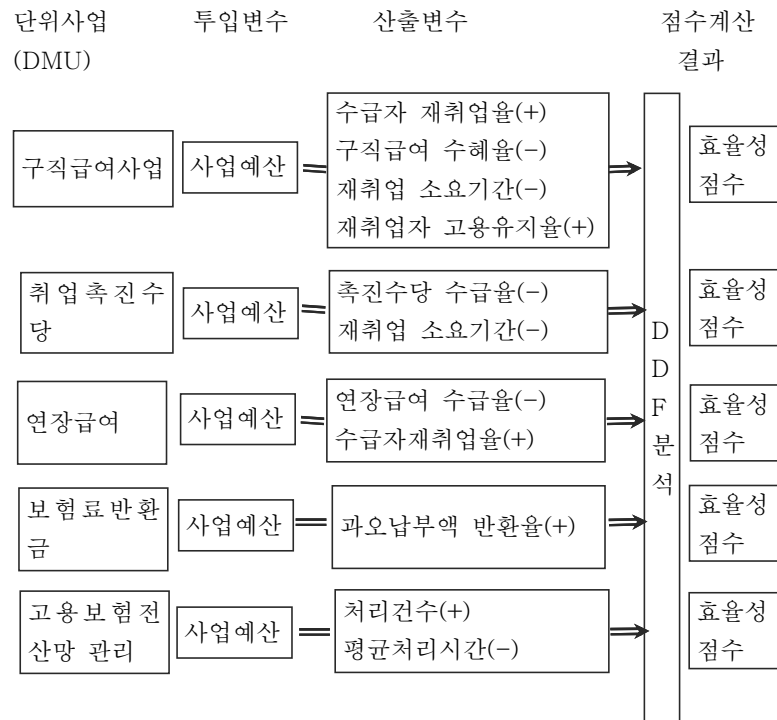 단위사업 투입변수 산출변수 점수계산
(DMU) 결과
수급자 재취업율(+)
구직급여사업 사업예산 구직급여 수혜율(-) 효율성
재취업 소요기간(-) 점수
재취업자 고용유지율(+)
취업촉진수 사업예산 촉진수당 수급율(-) 효율성
당 재취업 소요기간(-) 점수
연장급여 사업예산 연장급여 수급율(-) 효율성
수급자재취업율(+) 점수
보험료반환 사업예산 과오납부액 반환율(+) 효율성
금 점수
고용보험전 사업예산 처리건수(+) 효율성
산망 관리 평균처리시간(-) 점수
D
D
F
분
석